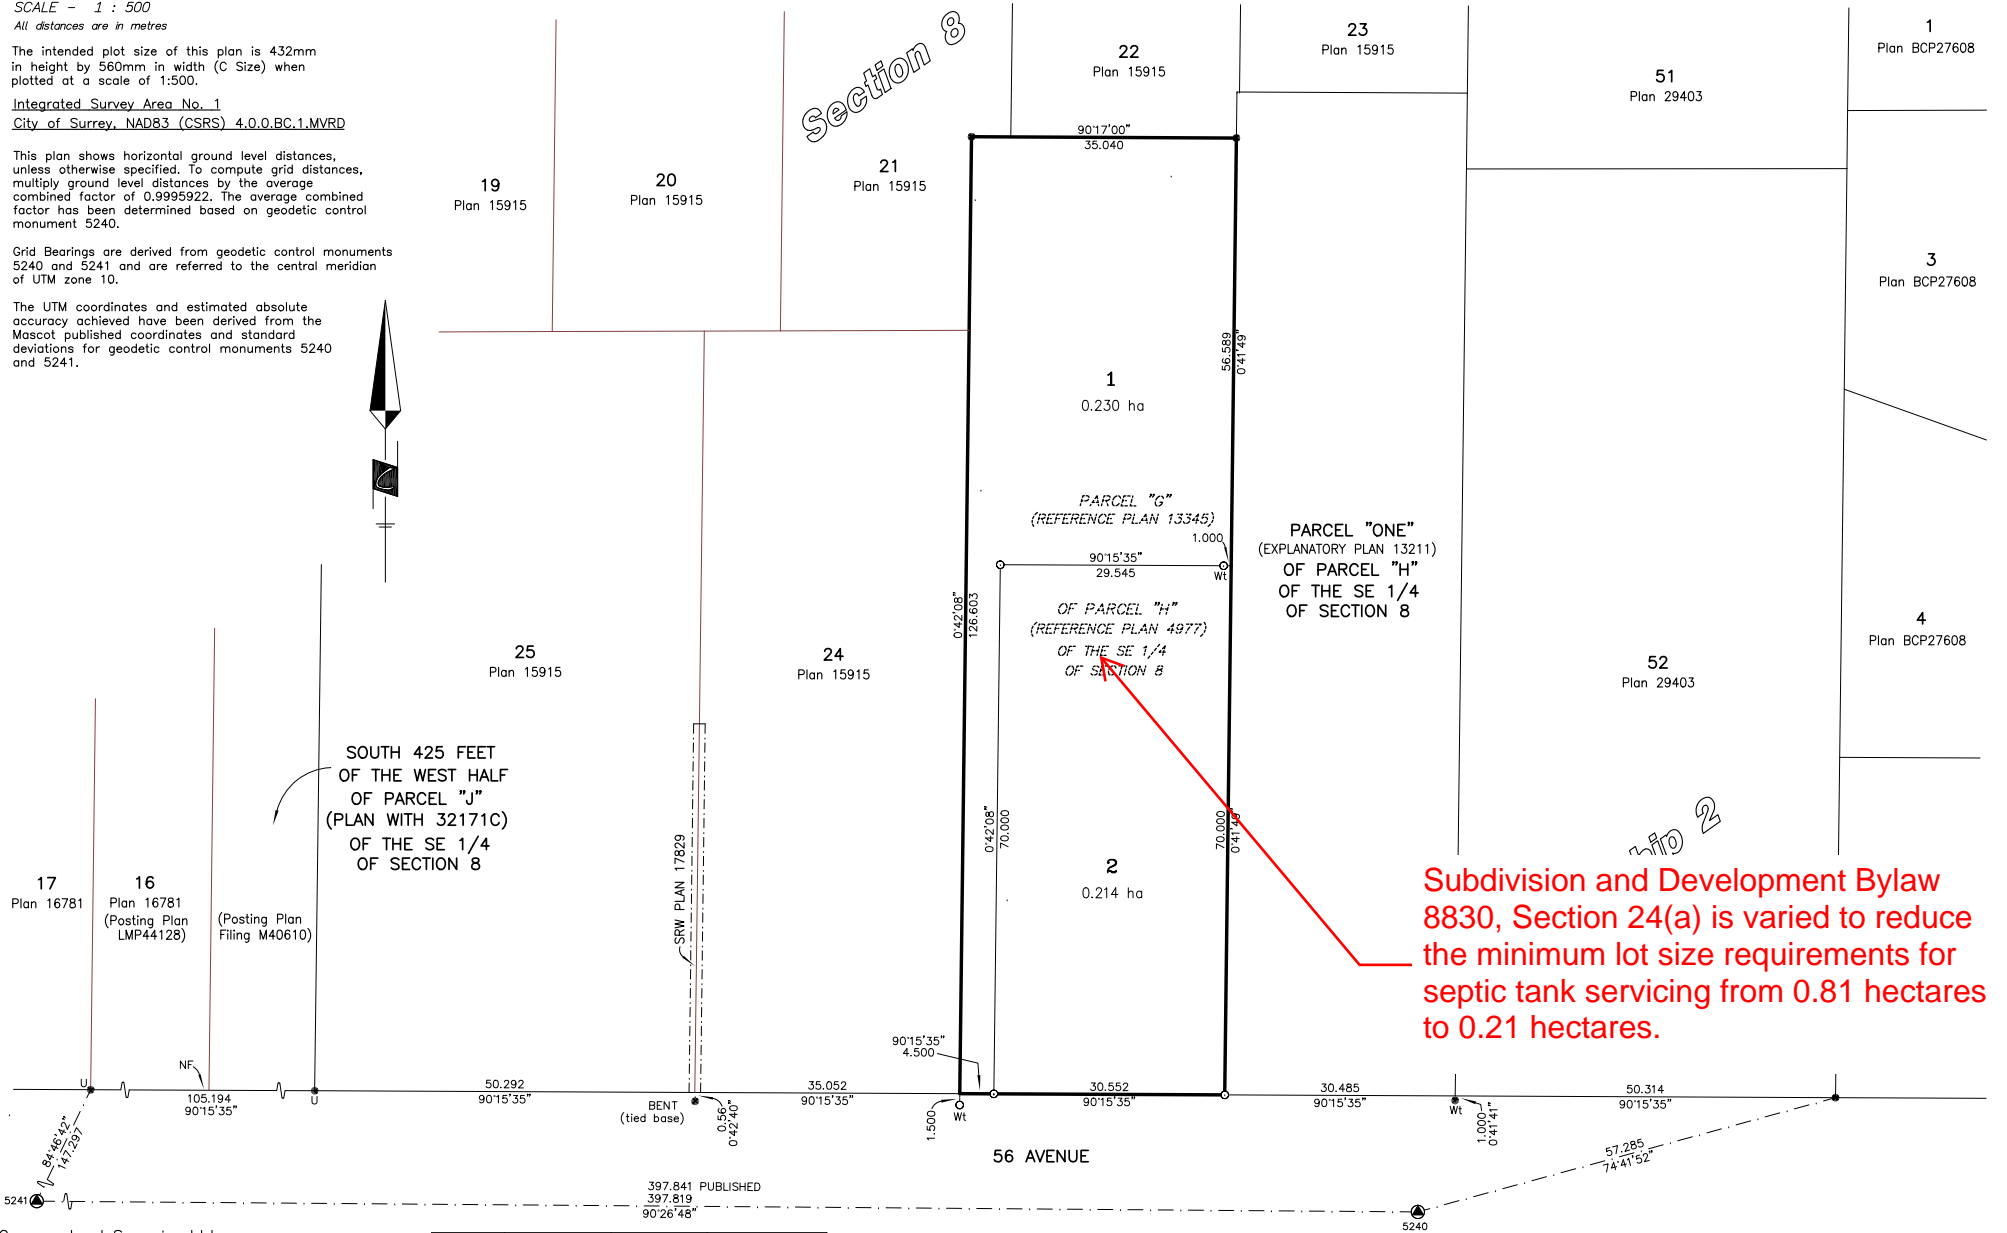 SCALE - 1 : 500
All distances are in metres
The intended plot size of this plan is 432mm
in height by 560mm in width (C Size) when
plotted at a scale of 1:500.
Integrated Survey Area No. 1
City of Surrey, NAD83 (CSRS) 4.0.0.BC.1.MVRD
This plan shows horizontal ground level distances,
unless otherwise specified. To compute grid distances,
multiply ground level distances by the average
combined factor of 0.9995922. The average combined
factor has been determined based on geodetic control
monument 5240.
Grid Bearings are derived from geodetic control monuments
5240 and 5241 and are referred to the central meridian
of UTM zone 10.
The UTM coordinates and estimated absolute
accuracy achieved have been derived from the
Mascot published coordinates and standard
deviations for geodetic control monuments 5240
and 5241.
Section 8
22
Plan 15915
23
Plan 15915
51
Plan 29403
1
Plan BCP27608
19
Plan 15915
20
Plan 15915
21
Plan 15915
90°17'00"
35.040
3
Plan BCP27608
56.589
0°41'49"
1
0.230 ha
PARCEL "G"
(REFERENCE PLAN 13345)
1.000
90°15'35"
29.545
Wt
OF PARCEL "H"
(REFERENCE PLAN 4977)
OF THE SE 1/4
OF SECTION 8
0°42'08"
126.603
PARCEL "ONE"
(EXPLANATORY PLAN 13211)
OF PARCEL "H"
OF THE SE 1/4
OF SECTION 8
4
Plan BCP27608
25
Plan 15915
24
Plan 15915
52
Plan 29403
SOUTH 425 FEET
OF THE WEST HALF
OF PARCEL "J"
(PLAN WITH 32171C)
OF THE SE 1/4
OF SECTION 8
0°42'08"
70.000
70.000
0°41'49"
2
0.214 ha
hip 2
Subdivision and Development Bylaw
8830, Section 24(a) is varied to reduce
the minimum lot size requirements for
septic tank servicing from 0.81 hectares
to 0.21 hectares.
17
Plan 16781
16
Plan 16781
(Posting Plan
LMP44128)
(Posting Plan
Filing M40610)
SRW PLAN 17829
90°15'35"
4.500
NF
U
105.194
90°15'35"
U
50.292
90°15'35"
BENT
(tied base)
0.56
0°42'40"
35.052
90°15'35"
1.500
Wt
30.552
90°15'35"
30.485
90°15'35"
Wt
1.000
0°41'41"
50.314
90°15'35"
84°46'42"
147.297
56 AVENUE
57.285
74°41'52"
5241
397.841 PUBLISHED
397.819
90°26'48"
5240